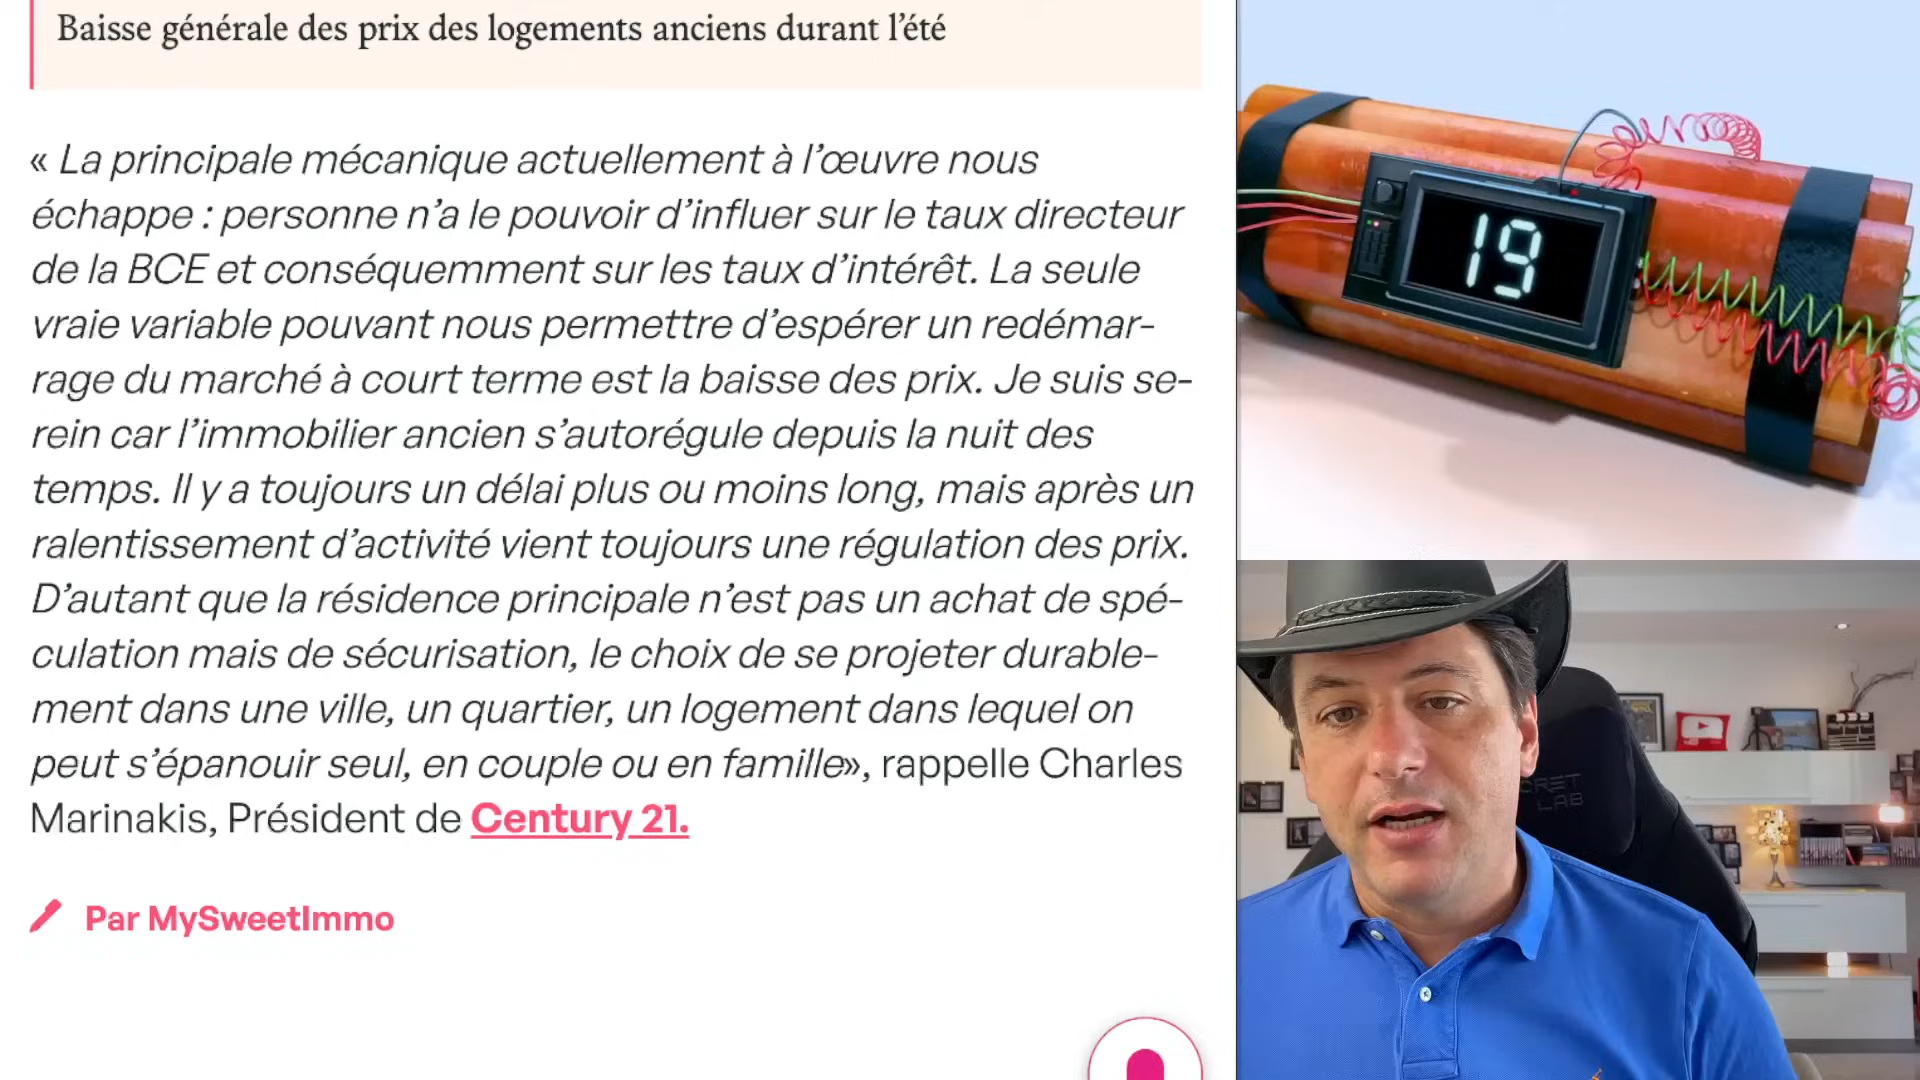 Baisse générale des prix des logements anciens durant l’été
« La principale mécanique actuellement à l’œuvre nous
échappe : personne n’a le pouvoir d’influer sur le taux directeur
de la BCE et conséquemment sur les taux d’intérêt. La seule
vraie variable pouvant nous permettre d’espérer un redémar-
rage du marché à court terme est la baisse des prix. Je suis se-
rein car l’immobilier ancien s’autorégule depuis la nuit des
temps. Il y a toujours un délai plus ou moins long, mais après un
ralentissement d’activité vient toujours une régulation des prix.
D’autant que la résidence principale n’est pas un achat de spé-
culation mais de sécurisation, le choix de se projeter durable-
ment dans une ville, un quartier, un logement dans lequel on
peut s’épanouir seul, en couple ou en famille», rappelle Charles
Marinakis, Président de Century 21.
Par MySweetImmo
19
LAB